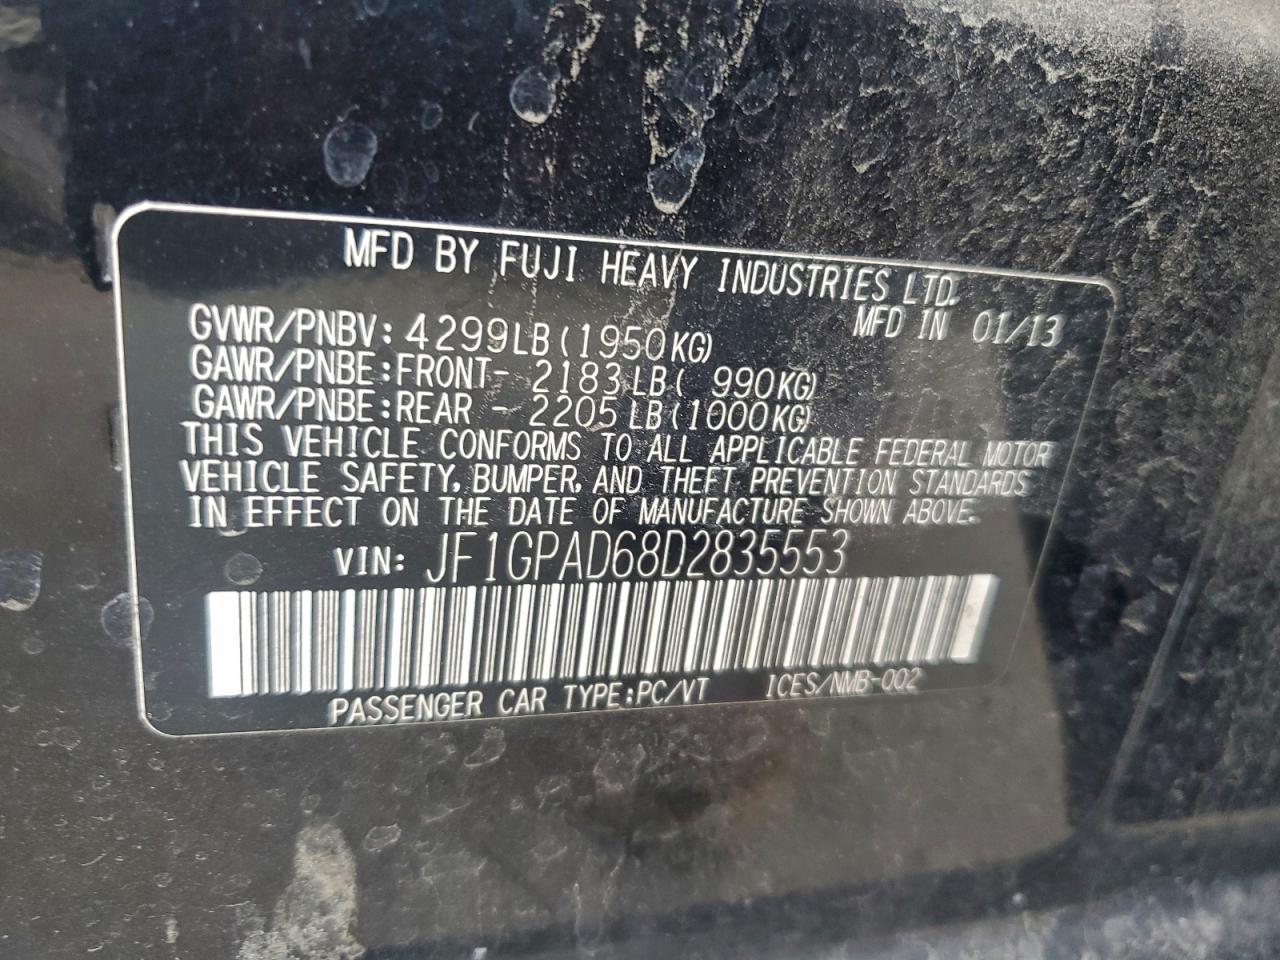 MFD BY FUJI HEAVY INDUSTRIES LTD.
MFD IN 01/13
GVWR/PNBV: 4299LB(1950KG)
GAWR/PNBE:FRONT- 2183LB( 990KG)
GAWR/PNBE:REAR - 2205LB(1000KG)
THIS VEHICLE CONFORMS TO ALL APPLICABLE FEDERAL MOTOR
VEHICLE SAFETY, BUMPER, AND THEFT PREVENTION STANDARDS
IN EFFECT ON THE DATE OF MANUFACTURE SHOWN ABOVE.
VIN: JF1GPAD68D2835553
PASSENGER CAR TYPE:PC/VT ICES/NMB-002